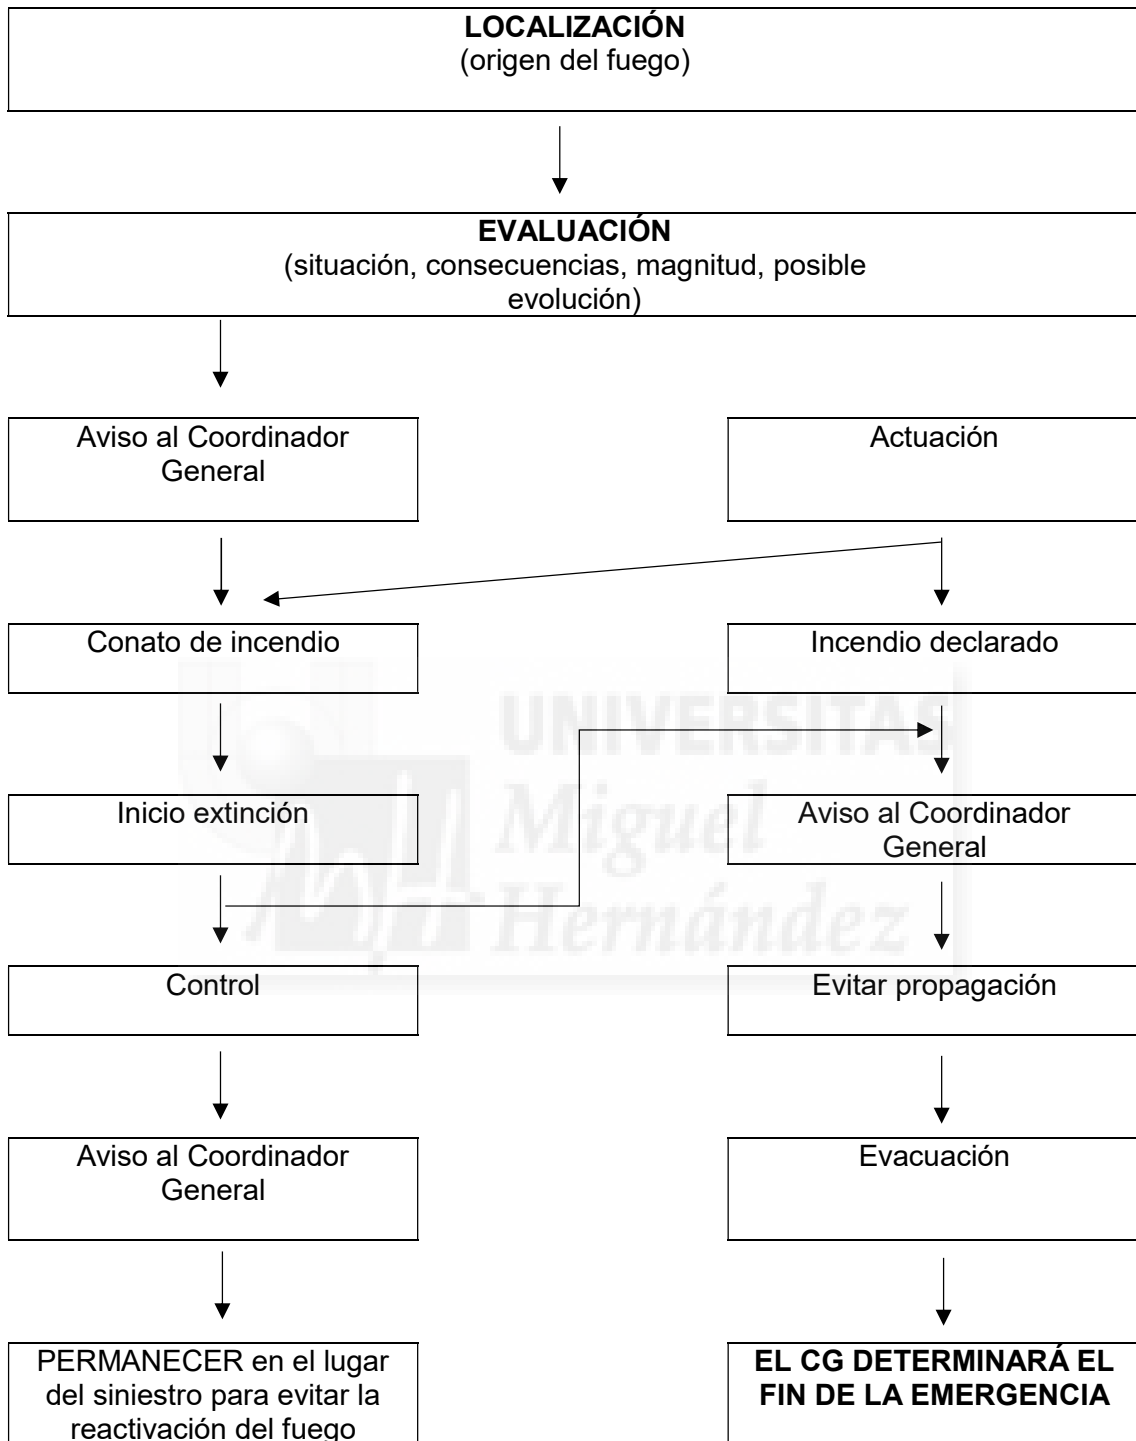 LOCALIZACIÓN
(origen del fuego)
EVALUACIÓN
(situación, consecuencias, magnitud, posible
evolución)
Aviso al Coordinador
General
Actuación
Conato de incendio
Incendio declarado
UNIVERSITAS
Miguel
Hernández
Inicio extinción
Aviso al Coordinador
General
Control
Evitar propagación
Aviso al Coordinador
General
Evacuación
PERMANECER en el lugar
del siniestro para evitar la
reactivación del fuego
EL CG DETERMINARÁ EL
FIN DE LA EMERGENCIA